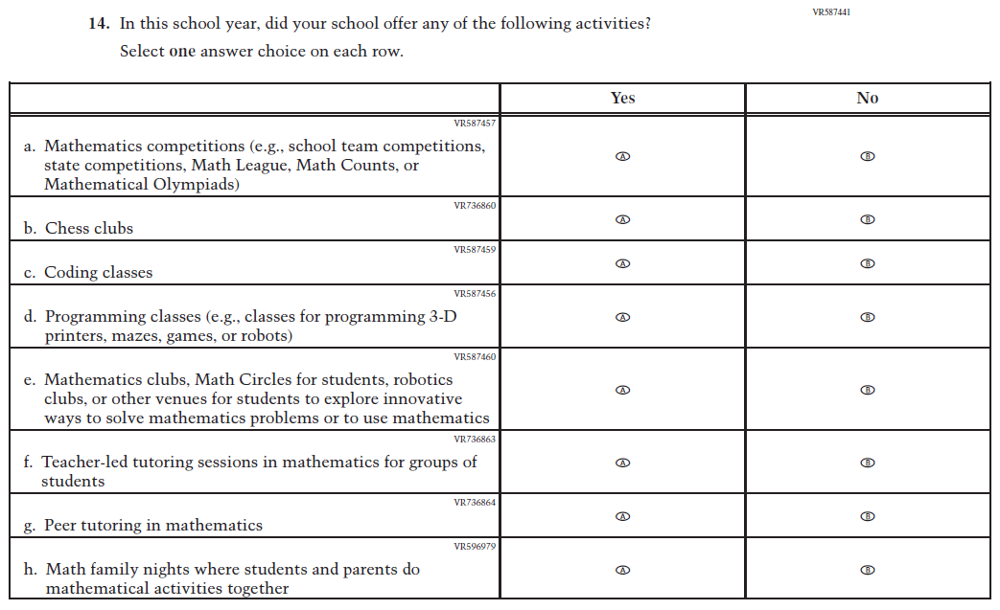 VR587441
14. In this school year, did your school offer any of the following activities?
Select one answer choice on each row.
Yes No
VR587457
a. Mathematics competitions (e.g., school team competitions,
state competitions, Math League, Math Counts, or
Mathematical Olympiads)
A B
VR736860
b. Chess clubs
A B
VR587459
c. Coding classes
A B
VR587456
d. Programming classes (e.g., classes for programming 3-D
printers, mazes, games, or robots)
A B
VR587460
e. Mathematics clubs, Math Circles for students, robotics
clubs, or other venues for students to explore innovative
ways to solve mathematics problems or to use mathematics
A B
VR736863
f. Teacher-led tutoring sessions in mathematics for groups of
students
A B
VR736864
g. Peer tutoring in mathematics
A B
VR596979
h. Math family nights where students and parents do
mathematical activities together
A B